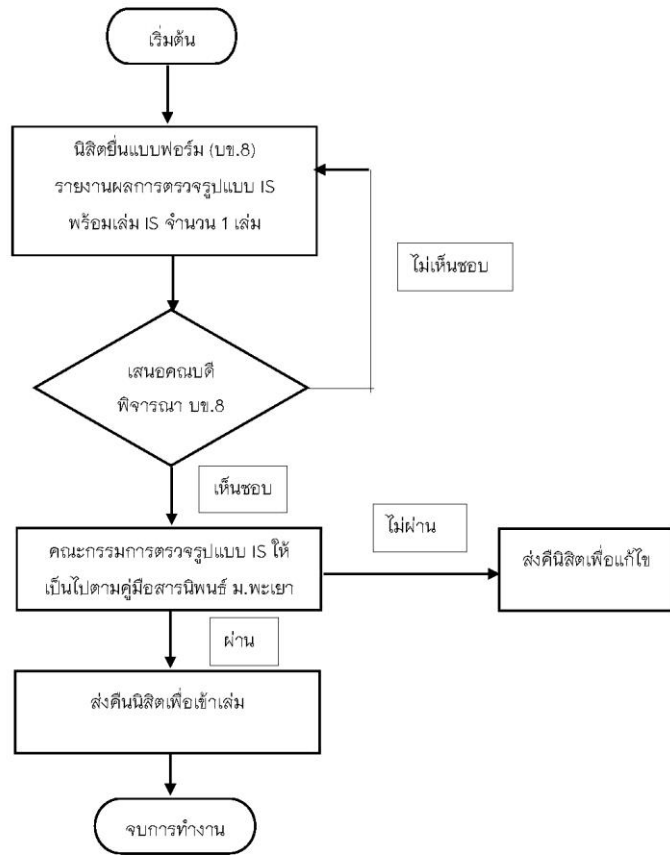 เริ่มต้น
นิสิตยื่นแบบฟอร์ม (บข.8)
รายงานผลการตรวจรูปแบบ IS
พร้อมเล่ม IS จำนวน 1 เล่ม
ไม่เห็นชอบ
เสนอคณบดี
พิจารณา บข.8
เห็นชอบ
ไม่ผ่าน
คณะกรรมการตรวจรูปแบบ IS ให้
เป็นไปตามคู่มือสารนิพนธ์ ม.พะเยา
ส่งคืนิสิตเพื่อแก้ไข
ผ่าน
ส่งคืนนิสิตเพื่อเข้าเล่ม
จบการทำงาน